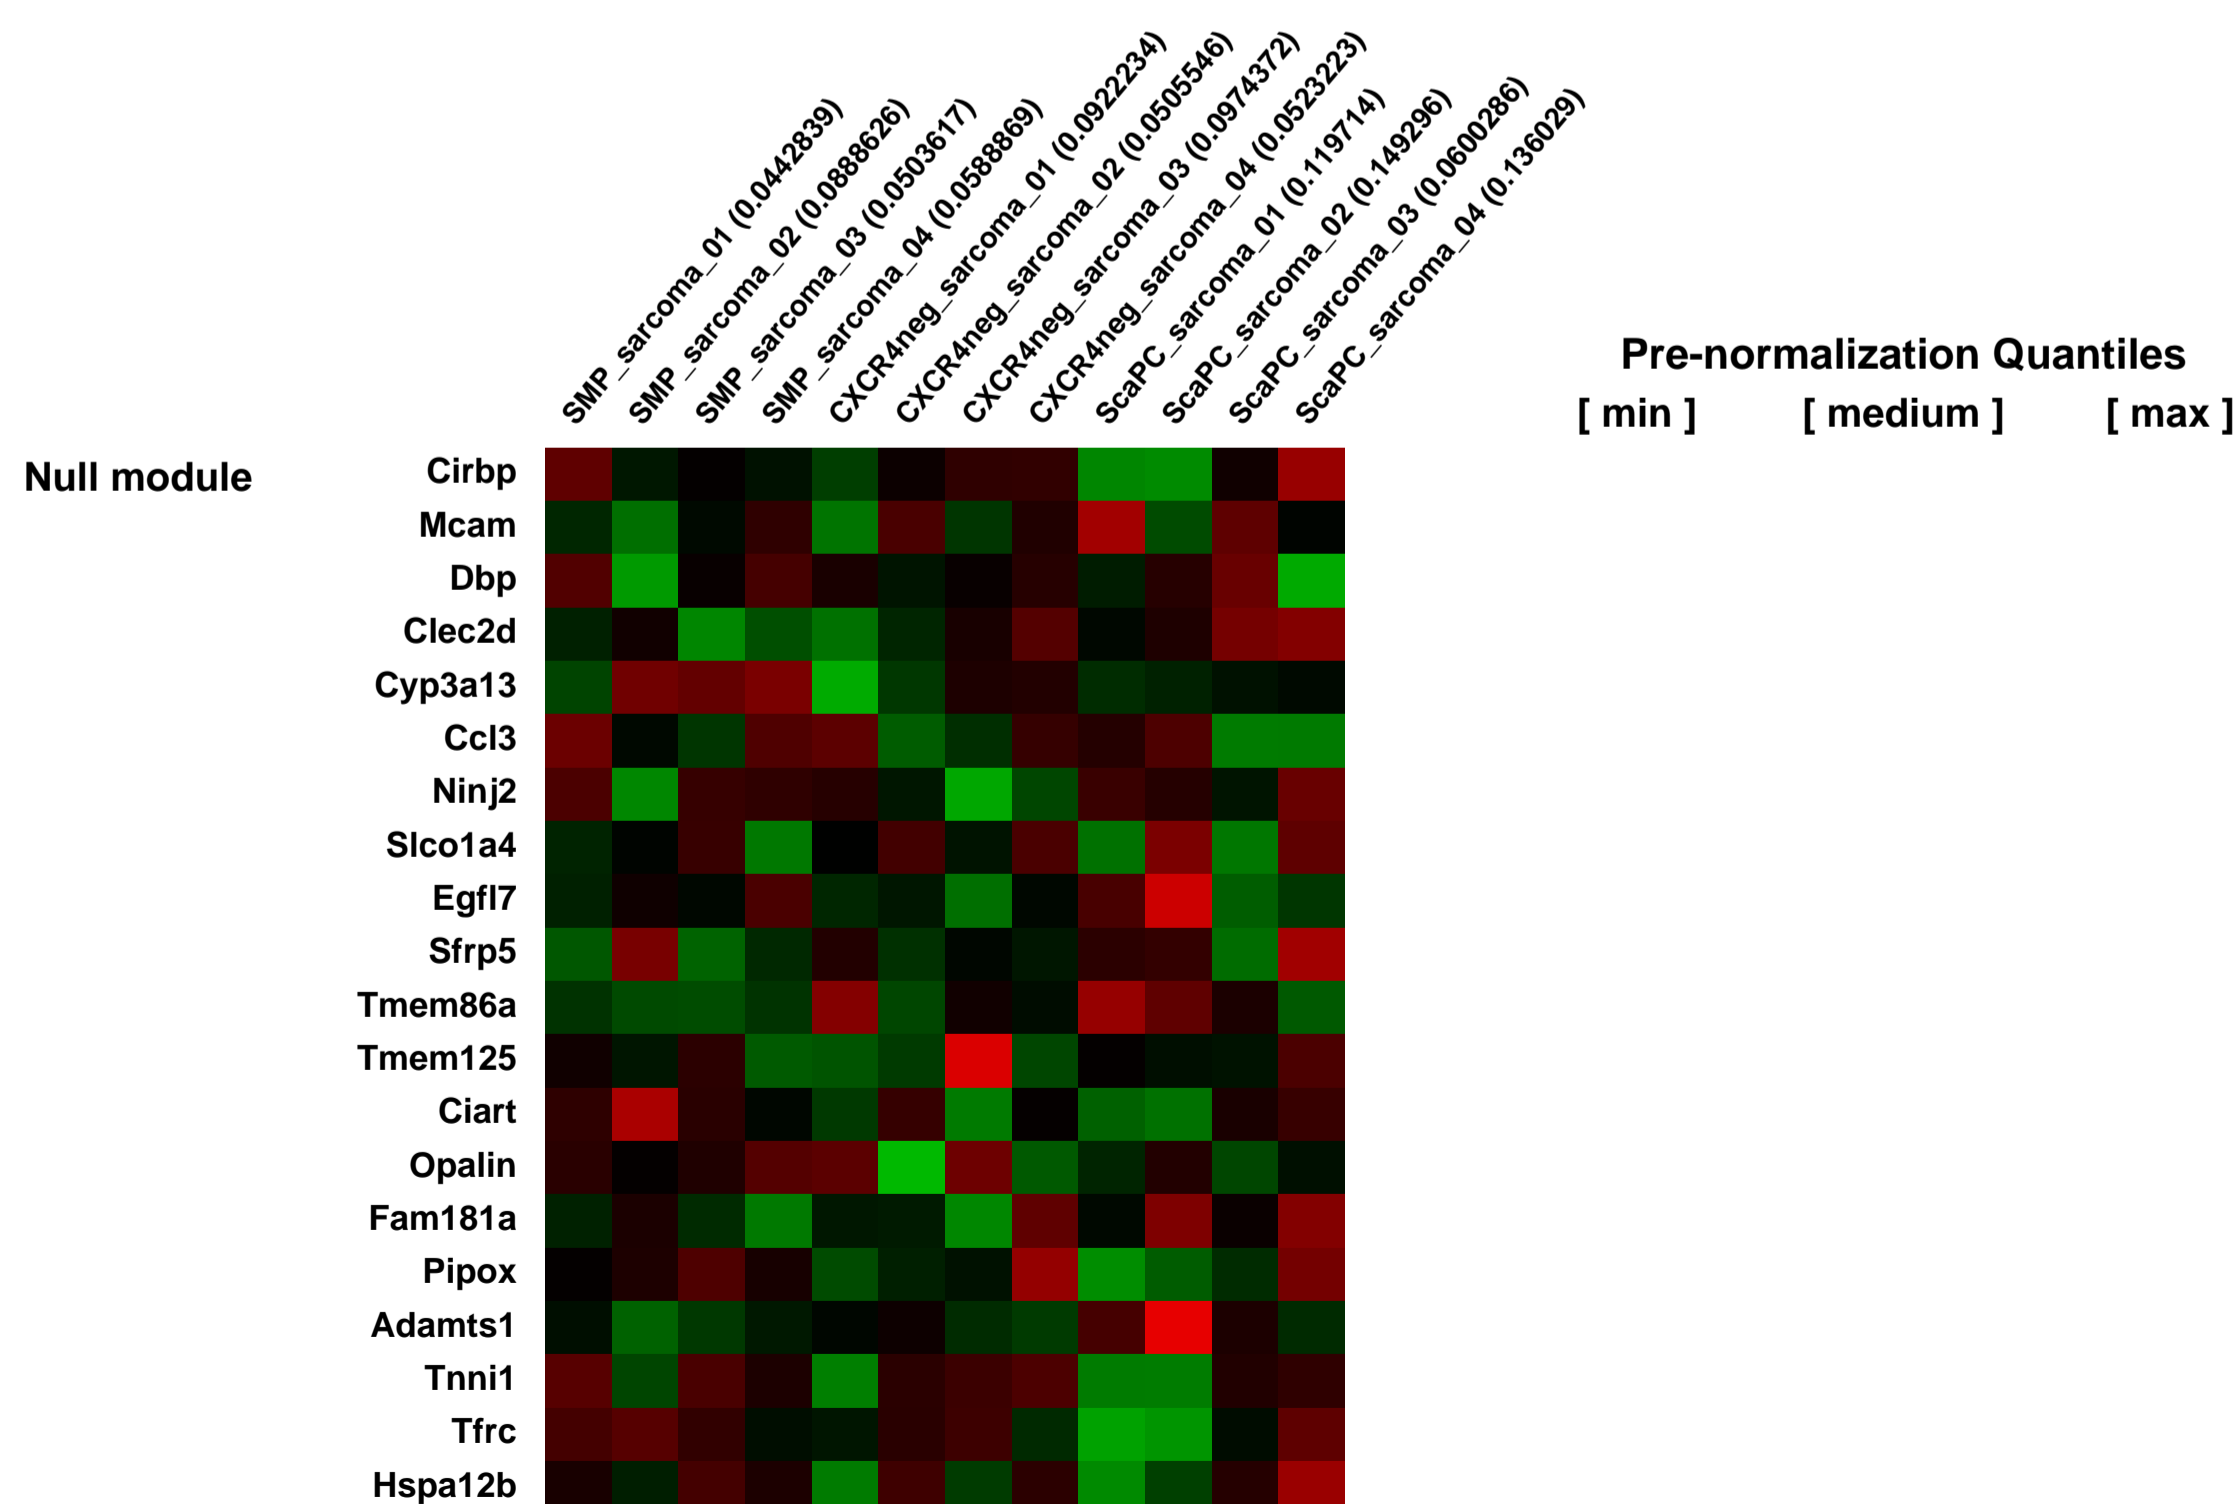 SMP_sarcoma_01 (0.0442839)
SMP_sarcoma_02 (0.0888626)
SMP_sarcoma_03 (0.0503617)
SMP_sarcoma_04 (0.0588869)
CXCR4neg_sarcoma_01 (0.0922234)
CXCR4neg_sarcoma_02 (0.0505546)
CXCR4neg_sarcoma_03 (0.0974372)
CXCR4neg_sarcoma_04 (0.0523223)
ScaPC_sarcoma_01 (0.119714)
ScaPC_sarcoma_02 (0.149296)
ScaPC_sarcoma_03 (0.0600286)
ScaPC_sarcoma_04 (0.136029)
Pre-normalization Quantiles
[ min ] [ medium ] [ max ]
Null module
Cirbp
Mcam
Dbp
Clec2d
Cyp3a13
Ccl3
Ninj2
Slco1a4
Egfl7
Sfrp5
Tmem86a
Tmem125
Ciart
Opalin
Fam181a
Pipox
Adamts1
Tnni1
Tfrc
Hspa12b